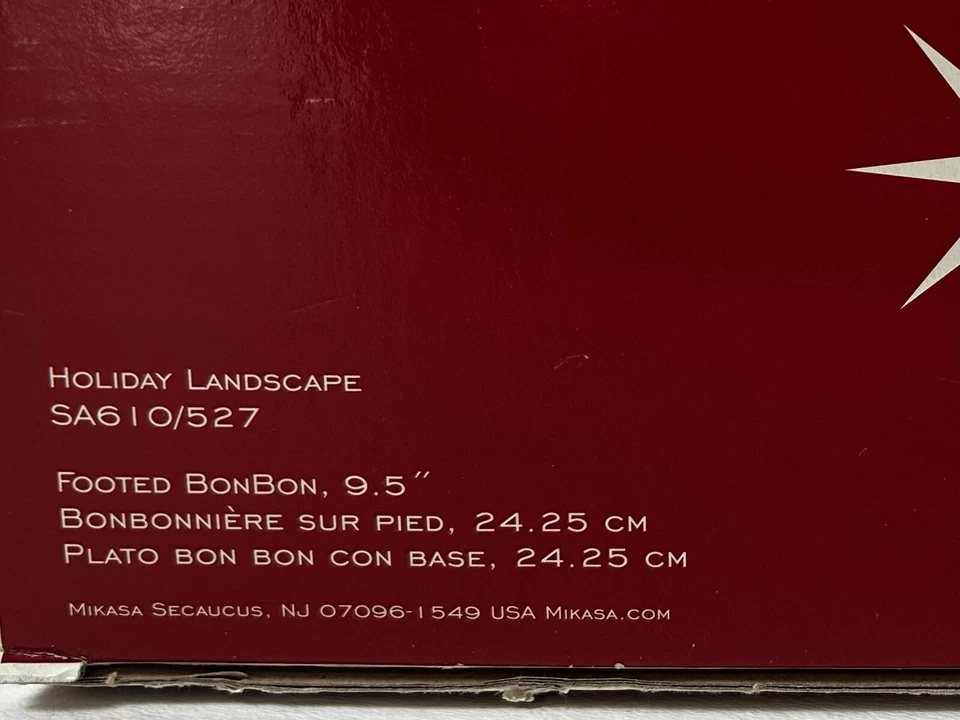 Holiday Landscape
SA610/527
Footed BonBon, 9.5″
Bonbonnière sur pied, 24.25 cm
Plato bon bon con base, 24.25 cm
Mikasa Secaucus, NJ 07096-1549 USA Mikasa.com